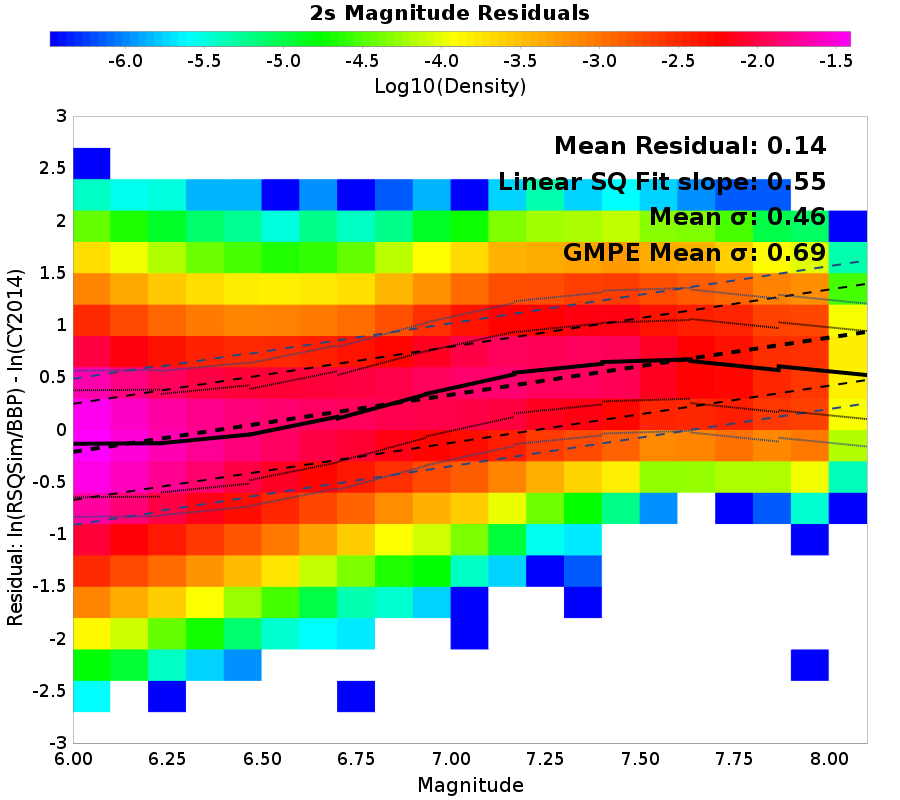 2s Magnitude Residuals
-6.0 -5.5 -5.0 -4.5 -4.0 -3.5 -3.0 -2.5 -2.0 -1.5
Log10(Density)
Mean Residual: 0.14
Linear SQ Fit slope: 0.55
Mean σ: 0.46
GMPE Mean σ: 0.69
Residual: ln(RSQSim/BBP) - ln(CY2014)
3
2.5
2
1.5
1
0.5
0
-0.5
-1
-1.5
-2
-2.5
-3
6.00 6.25 6.50 6.75 7.00 7.25 7.50 7.75 8.00
Magnitude